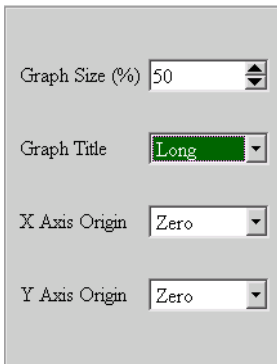 Graph Size (%) 50
Graph Title Long
X Axis Origin Zero
Y Axis Origin Zero